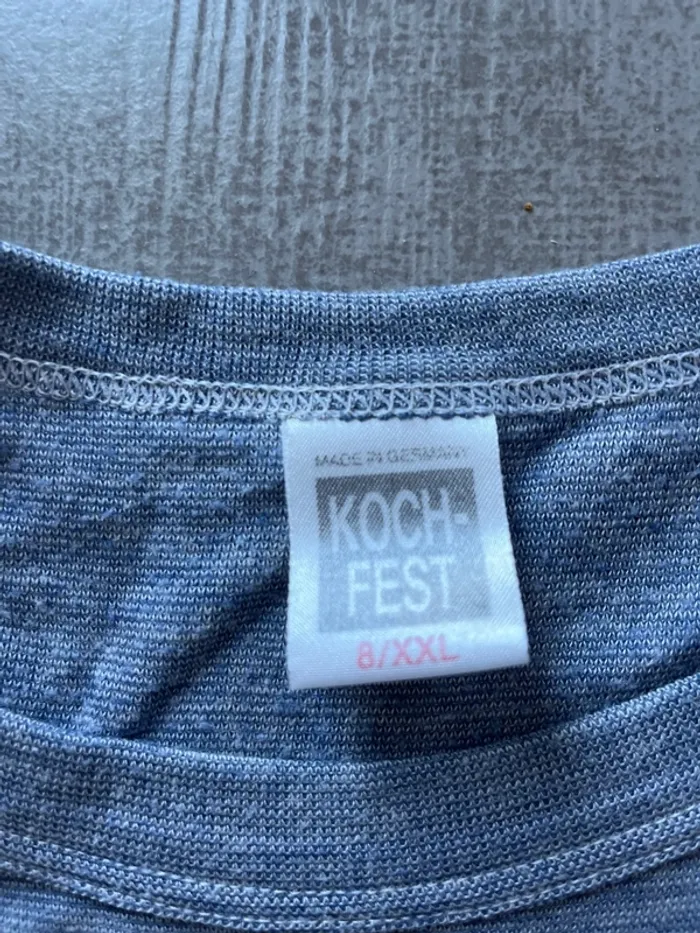 MADE IN GERMANY
KOCH-
FEST
8/XXL